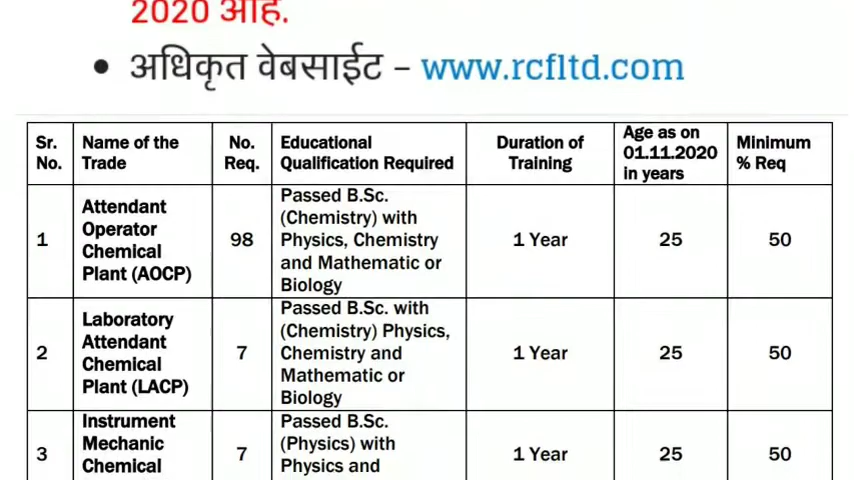 2020 आहे.
• अधिकृत वेबसाईट – www.rcfltd.com
Sr. No. | Name of the Trade | No. Req. | Educational Qualification Required | Duration of Training | Age as on 01.11.2020 in years | Minimum % Req
1 | Attendant Operator Chemical Plant (AOCP) | 98 | Passed B.Sc. (Chemistry) with Physics, Chemistry and Mathematic or Biology | 1 Year | 25 | 50
2 | Laboratory Attendant Chemical Plant (LACP) | 7 | Passed B.Sc. with (Chemistry) Physics, Chemistry and Mathematic or Biology | 1 Year | 25 | 50
3 | Instrument Mechanic Chemical | 7 | Passed B.Sc. (Physics) with Physics and | 1 Year | 25 | 50